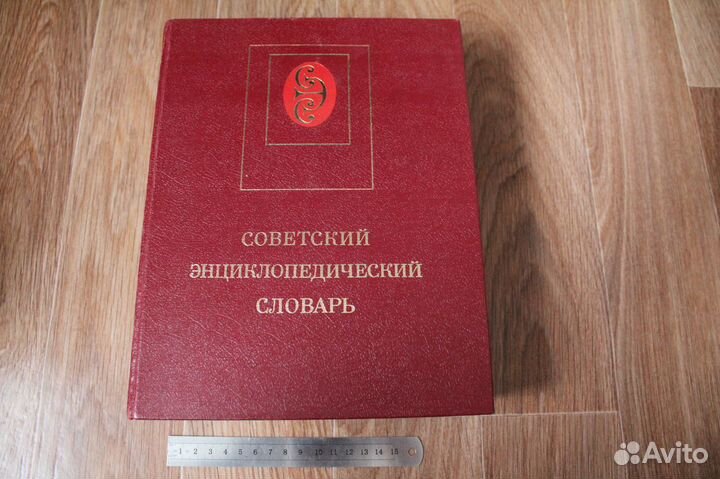 СОВЕТСКИЙ
ЭНЦИКЛОПЕДИЧЕСКИЙ
СЛОВАРЬ
1 2 3 4 5 6 7 8 9 10 11 12 13 14 15
Avito